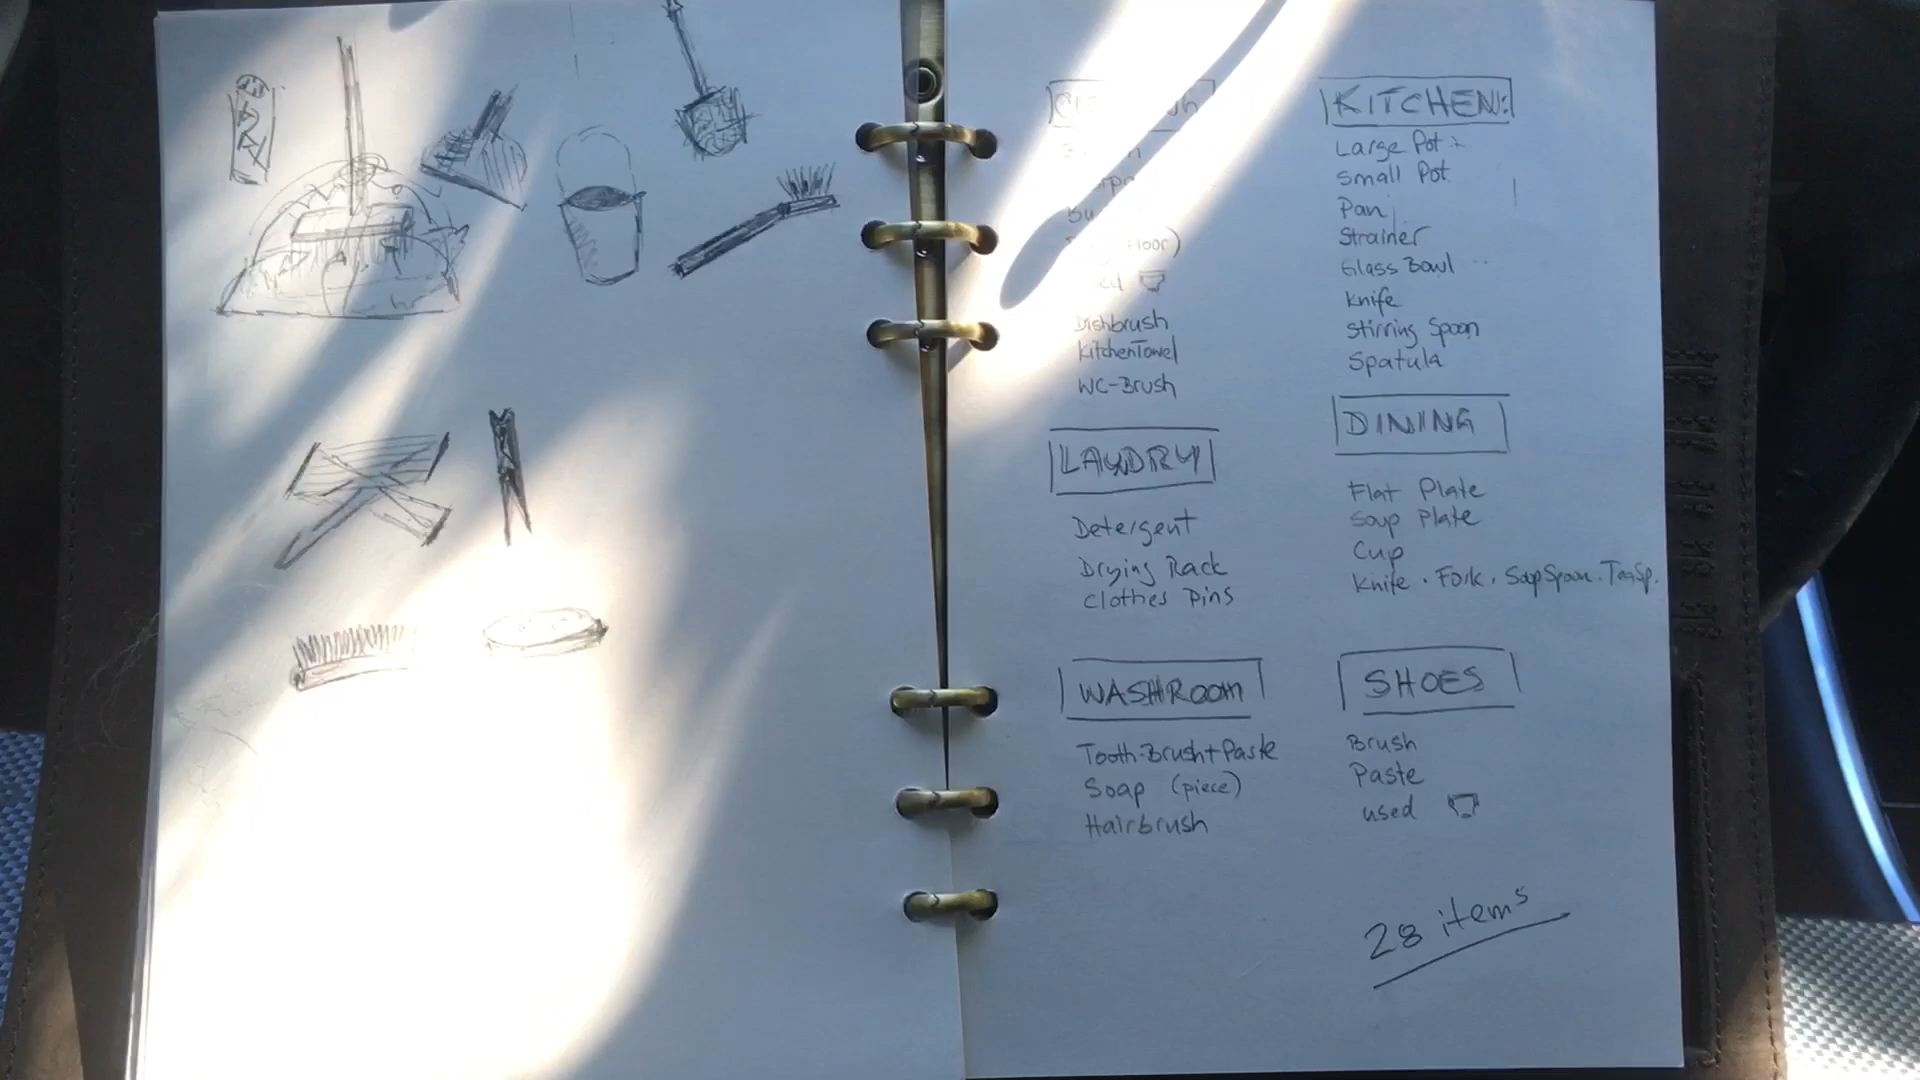 Dishbrush
KitchenTowel
WC-Brush
LAUDRY
Detergent
Drying Rack
Clothes Pins
WASHROOM
Tooth-Brush+Paste
Soap (piece)
Hairbrush
KITCHEN:
Large Pot
Small Pot
Pan
Strainer
Glass Bowl
Knife
Stirring Spoon
Spatula
DINING
Flat Plate
Soup Plate
Cup
Knife . Fork . SoupSpoon . TeaSp.
SHOES
Brush
Paste
used
28 items